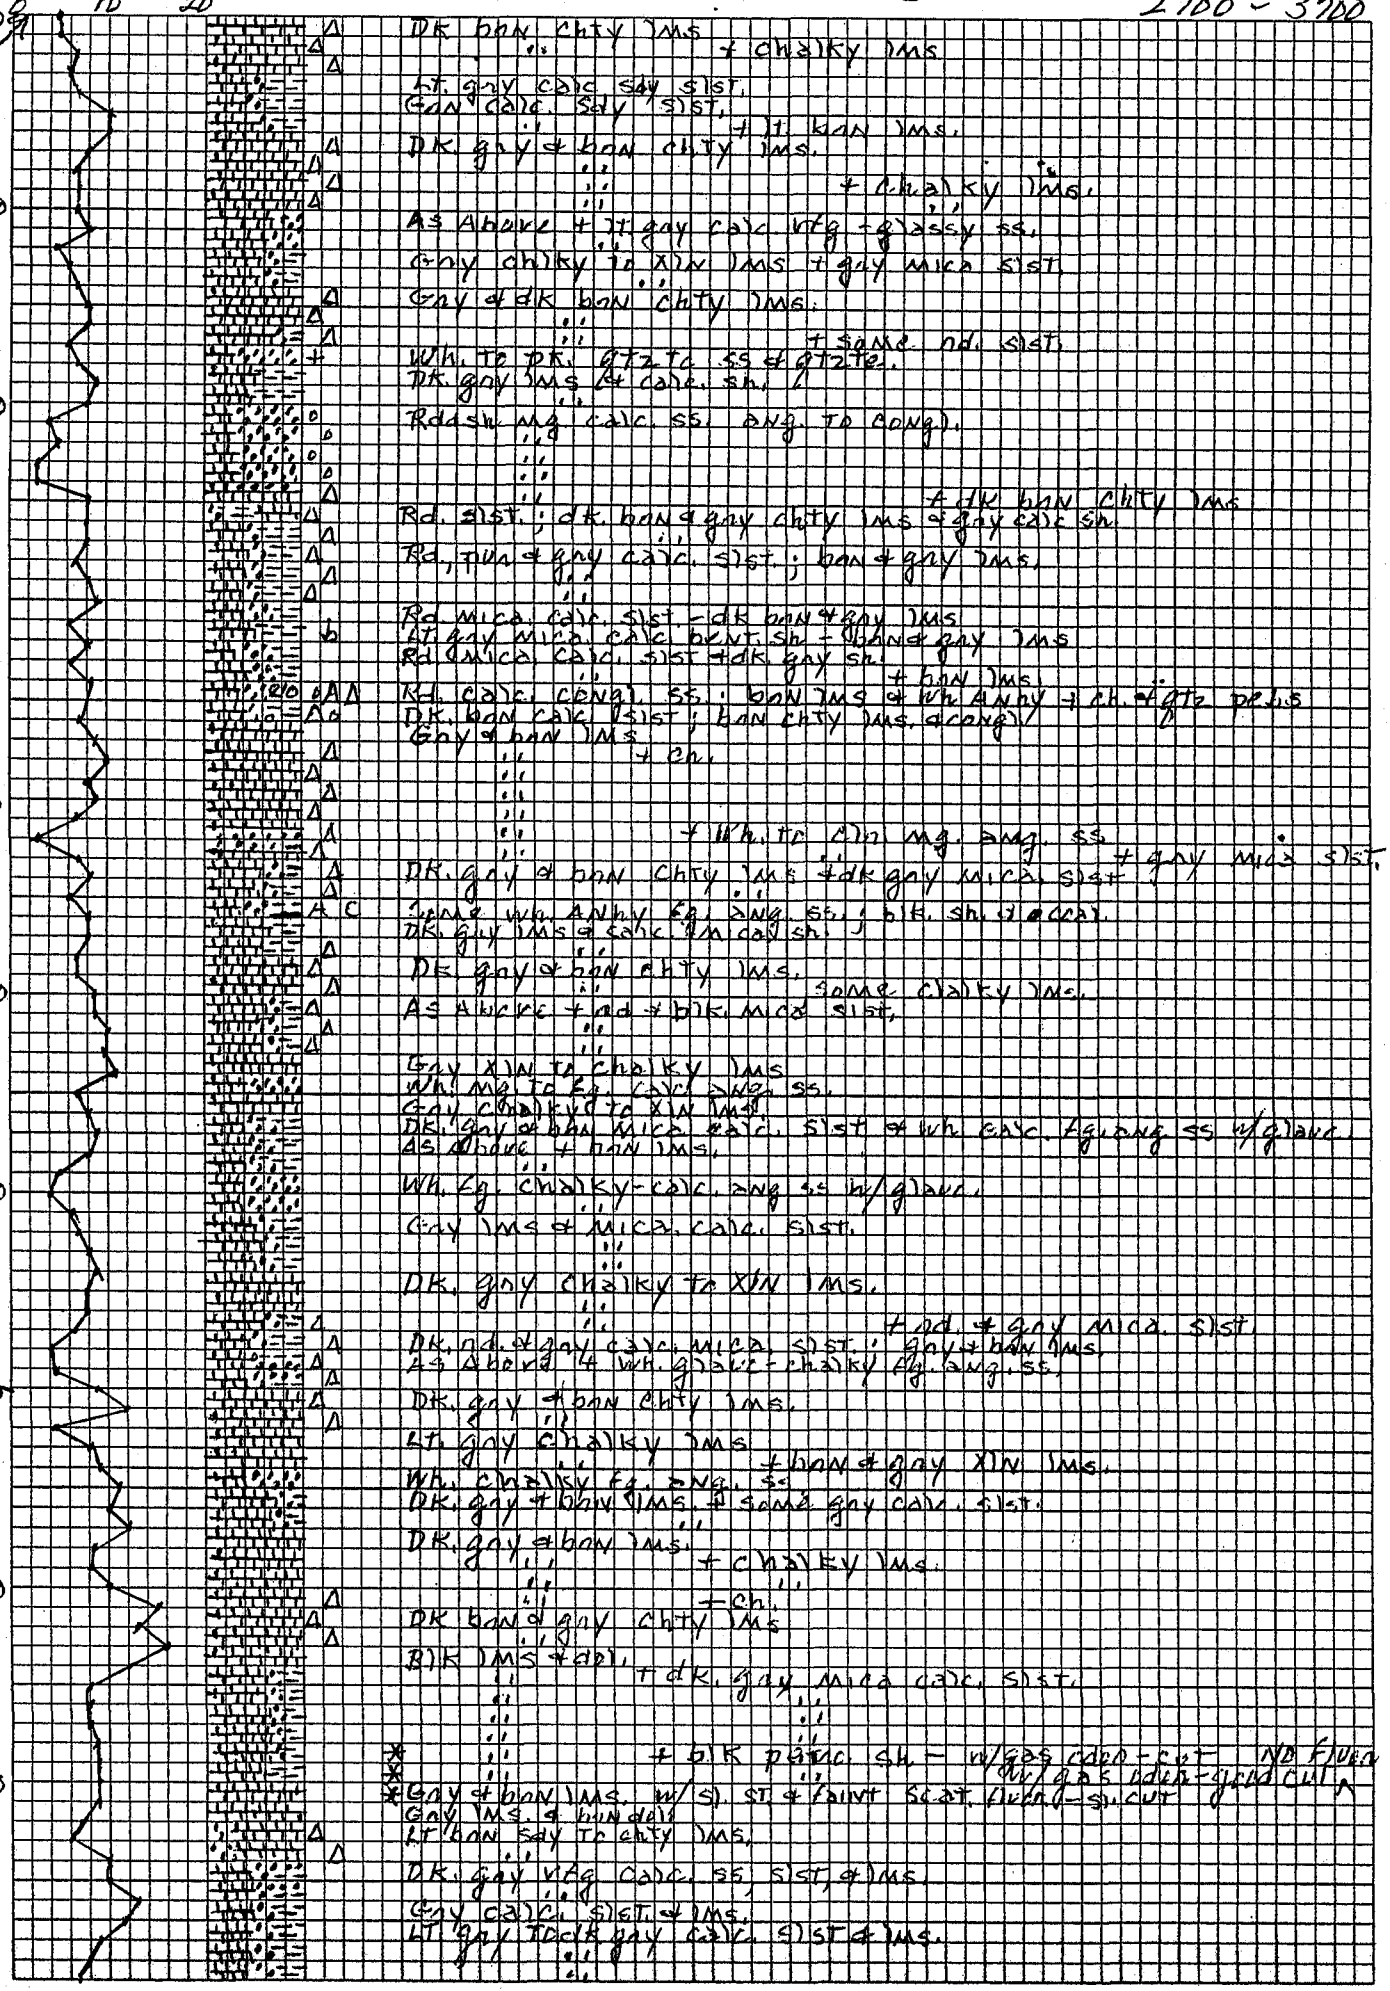 10 20 2700 - 3700
DK brn chty lms
+ chalky lms
Lt. gry calc sdy slst.
Grn calc. sdy slst.
+ lt. brn lms.
DK. gry & brn chty lms.
+ chalky lms.
As Above + lt. gry calc vfg - glassy ss.
Gry chlky to xln lms + gry mica slst
Gry & dk brn chty lms.
+ some rd. slst.
Wh. to pk. qtztc ss & qtzte.
DK. gry lms & calc. sh.
Rddsh mg calc. ss. ang. to congl.
+ dk brn chty lms
Rd. slst.; dk. brn & gry chty lms & gry calc sh
Rd., & gry calc. slst.; brn & gry lms.
Rd mica. calc. slst. - dk brn & gry lms
Lt. gry mica. calc. bent. sh - brn & gry lms
Rd mica. calc. slst & dk. gry sh.
+ brn lms.
Rd. calc. congl. ss.; brn lms & wh Anhy + ch. & qtz pebs
DK. brn calc. slst; brn chty lms. & congl
Gry & brn lms
+ ch.
+ Wh. to cln mg. ang. ss
+ gry mica slst.
DK. gry & brn chty lms & dk gry mica. slst
A C Some wh. Anhy fg. ang. ss.; blk. sh. & occal.
DK. gry lms & calc. mica. sh.
DK. gry & brn chty lms.
some chalky lms.
As Above + rd & blk. mica slst.
Gry xln to chalky lms
Wh. mg to fg. calc ang. ss.
Gry chalky to xln lms.
DK. gry & brn mica calc. slst & wh calc. fg. ang ss w/glauc.
As Above + brn lms.
Wh. fg. chalky-calc. ang ss w/glauc.
Gry lms & mica. calc. slst.
DK. gry chalky to xln lms.
+ rd. & gry mica. slst.
DK. rd. & gry calc. mica. slst.; gry & brn lms.
As Above + wh. glauc-chalky fg. ang. ss.
DK. gry & brn chty lms.
LT. gry chalky lms
+ brn & gry xln lms.
Wh. chalky fg. ang. ss.
DK. gry & brn lms. + some gry calc. slst.
DK. gry & brn lms.
+ chalky lms.
+ ch.
DK brn & gry chty lms
Blk lms & dol.
+ dk. gry mica calc. slst.
+ blk sh - w/gas cut No fluor
w/gas cut
* Gry & brn lms. w/ sl. st. & faint scat. fluor. - sl. cut
Gry lms. & brn dol.
LT brn sdy to chty lms.
DK. gry vfg calc. ss, slst, & lms.
Gry calc. slst. & lms.
LT gry to dk gry calc. slst & lms.